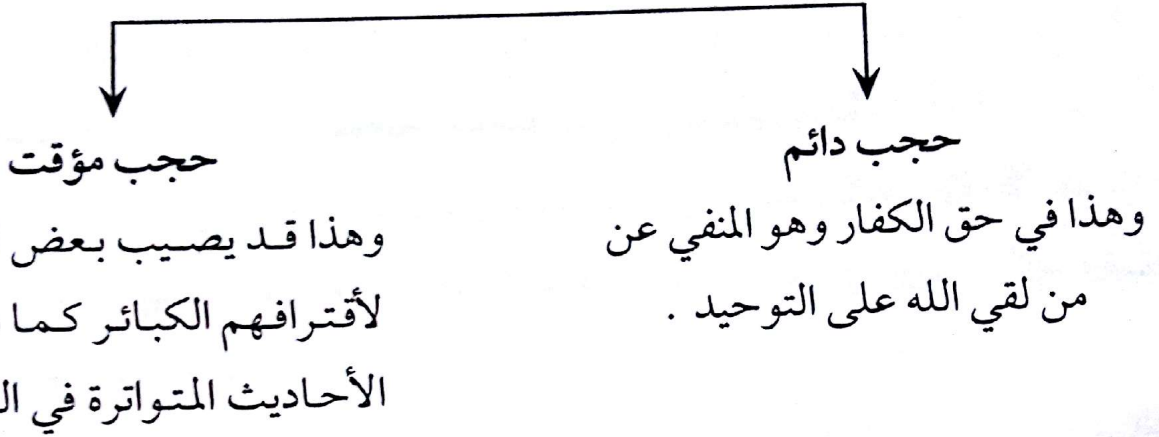 حجب دائم
وهذا في حق الكفار وهو المنفي عن
من لقي الله على التوحيد .
حجب مؤقت
وهذا قد يصيب بعض
لأقترافهم الكبائر كما
الأحاديث المتواترة في